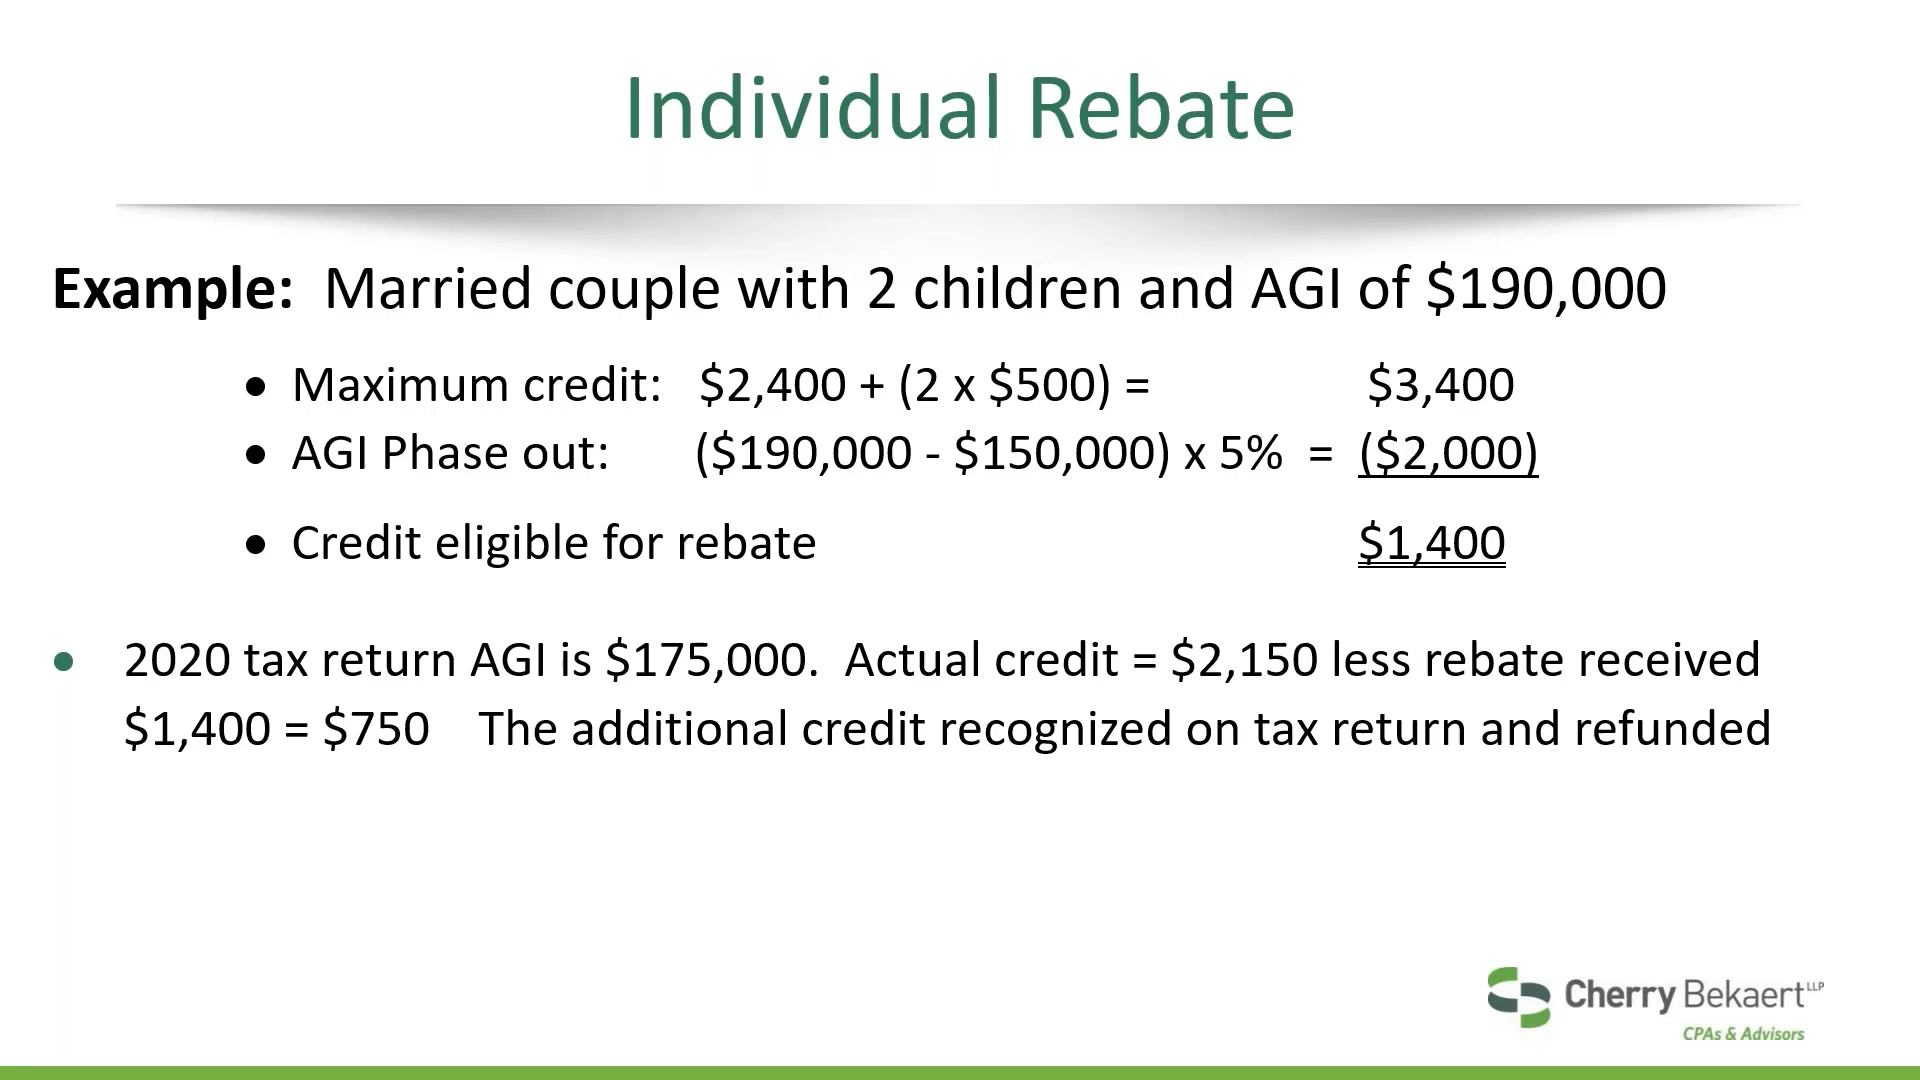 Individual Rebate
Example: Married couple with 2 children and AGI of $190,000
• Maximum credit: $2,400 + (2 x $500) = $3,400
• AGI Phase out: ($190,000 - $150,000) x 5% = ($2,000)
• Credit eligible for rebate $1,400
• 2020 tax return AGI is $175,000. Actual credit = $2,150 less rebate received
$1,400 = $750 The additional credit recognized on tax return and refunded
Cherry Bekaert LLP
CPAs & Advisors